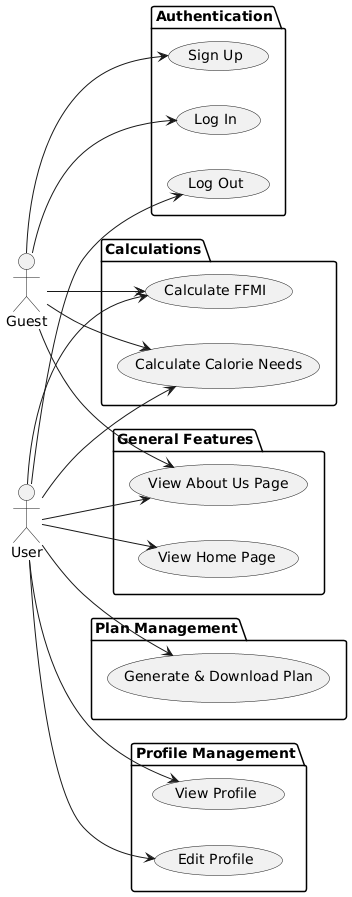 Authentication
Sign Up
Log In
Log Out
Calculations
Calculate FFMI
Guest
Calculate Calorie Needs
General Features
View About Us Page
User
View Home Page
Plan Management
Generate & Download Plan
Profile Management
View Profile
Edit Profile